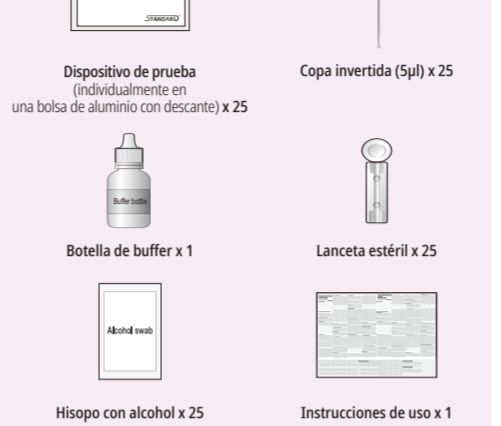 STANDARD
Dispositivo de prueba
(individualmente en
una bolsa de aluminio con descante) x 25
Copa invertida (5µl) x 25
Buffer bottle
Botella de buffer x 1
Lanceta estéril x 25
Alcohol swab
Hisopo con alcohol x 25
Instrucciones de uso x 1